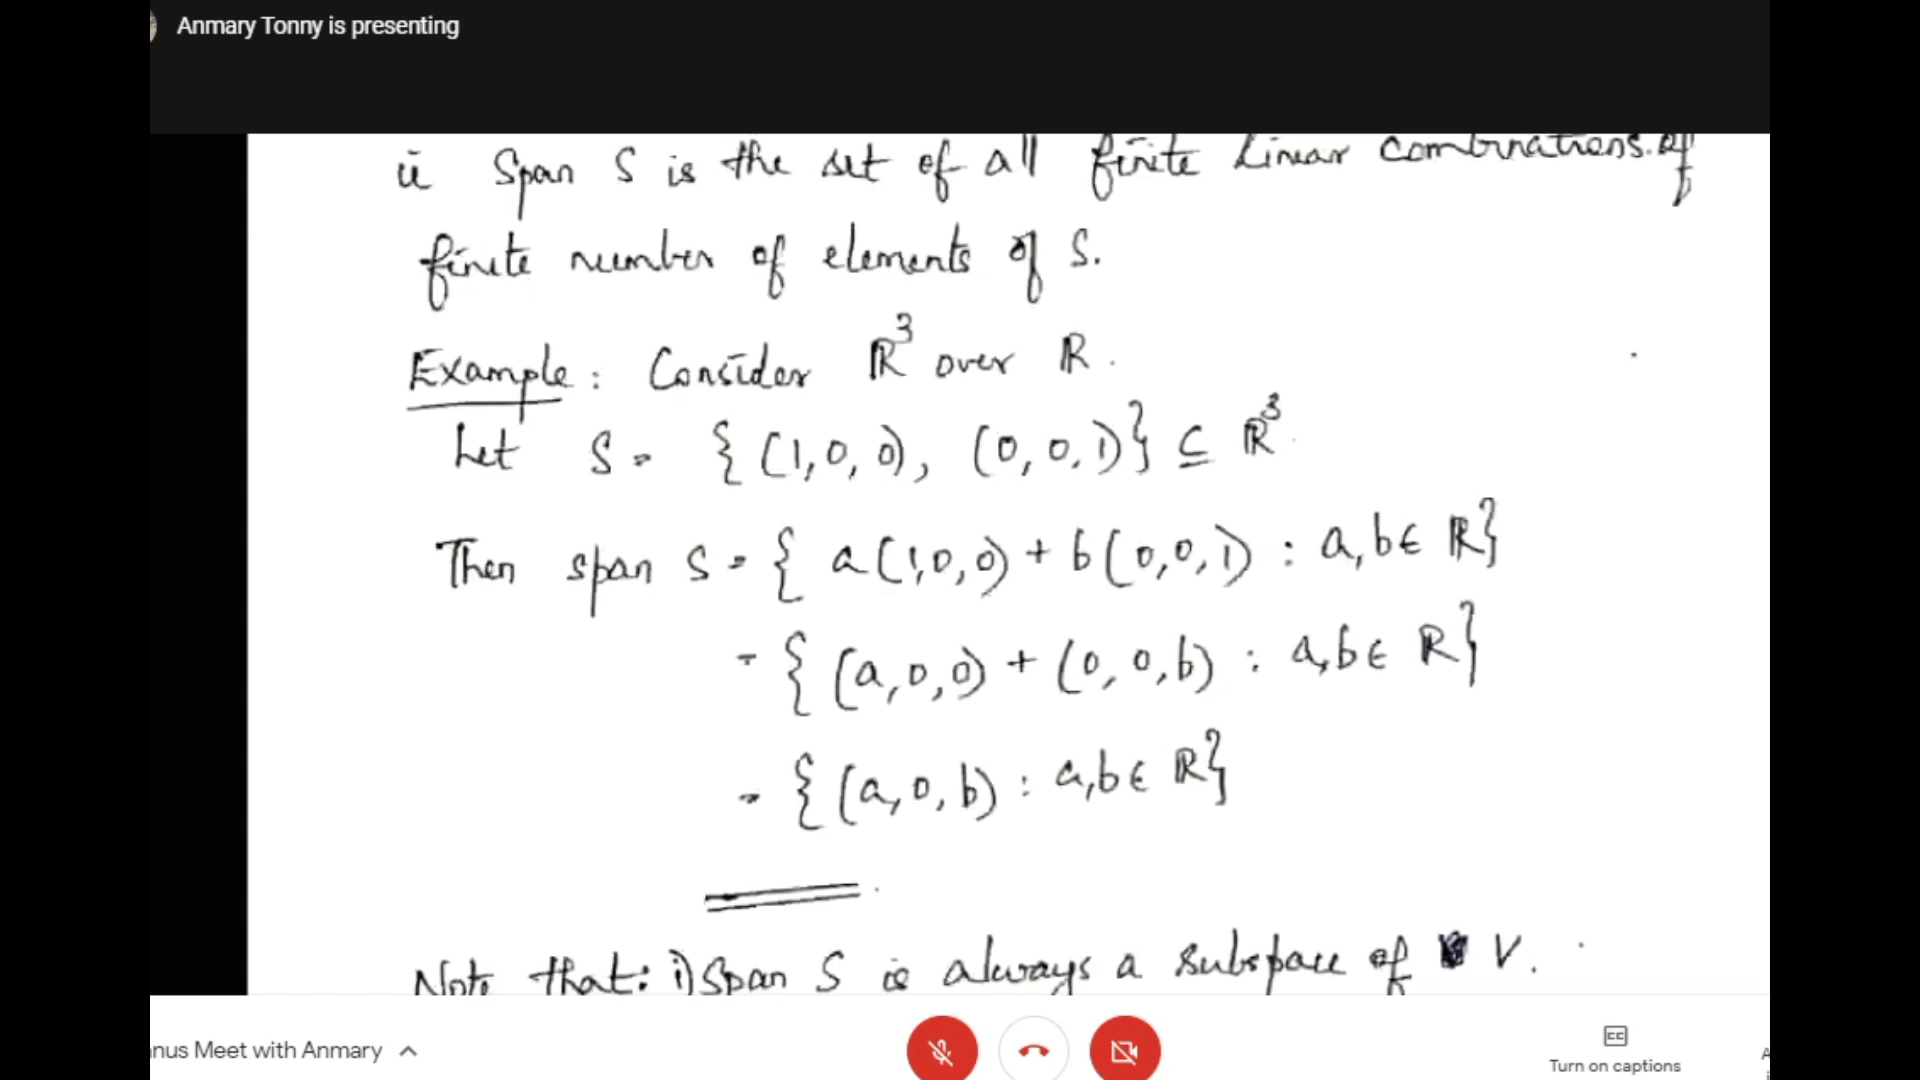 Anmary Tonny is presenting
ie Span S is the set of all finite linear combinations of
finite number of elements of S.
Example: Consider ℝ³ over ℝ.
Let S = { (1,0,0), (0,0,1)} ⊆ ℝ³
Then span S = { a(1,0,0) + b(0,0,1) : a,b ∈ ℝ}
= { (a,0,0) + (0,0,b) : a,b ∈ ℝ}
= { (a,0,b) : a,b ∈ ℝ}
Note that: i) Span S is always a subspace of V.
nus Meet with Anmary
Turn on captions